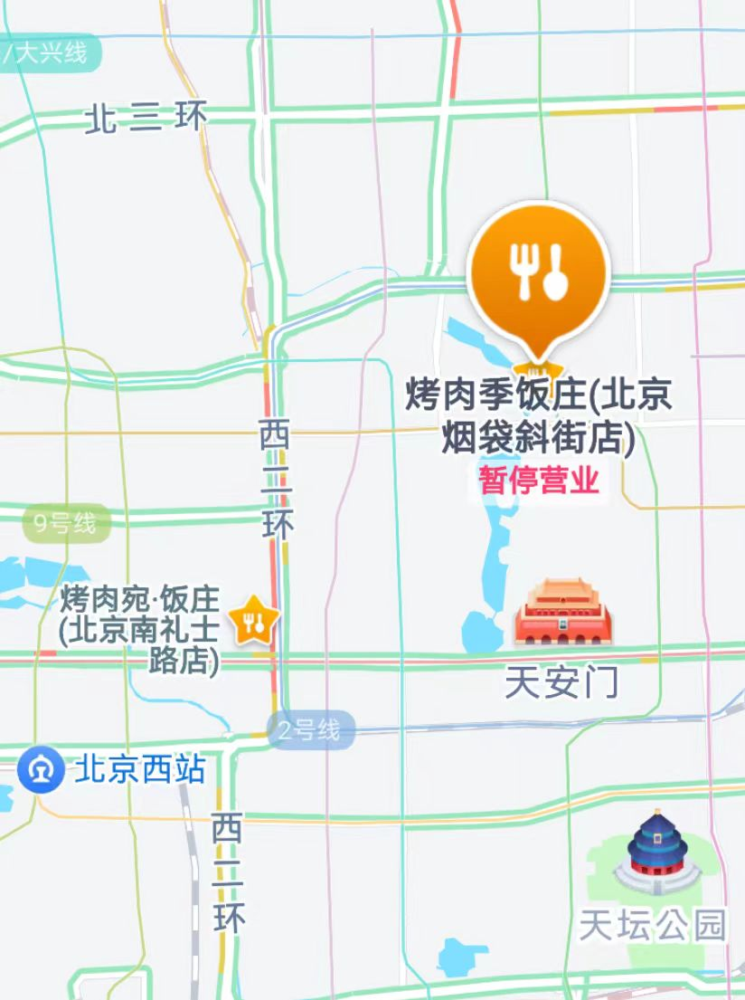 /大兴线
北三环
烤肉季饭庄(北京
烟袋斜街店)
暂停营业
西二环
9号线
烤肉宛·饭庄
(北京南礼士
路店)
天安门
2号线
北京西站
西二环
天坛公园